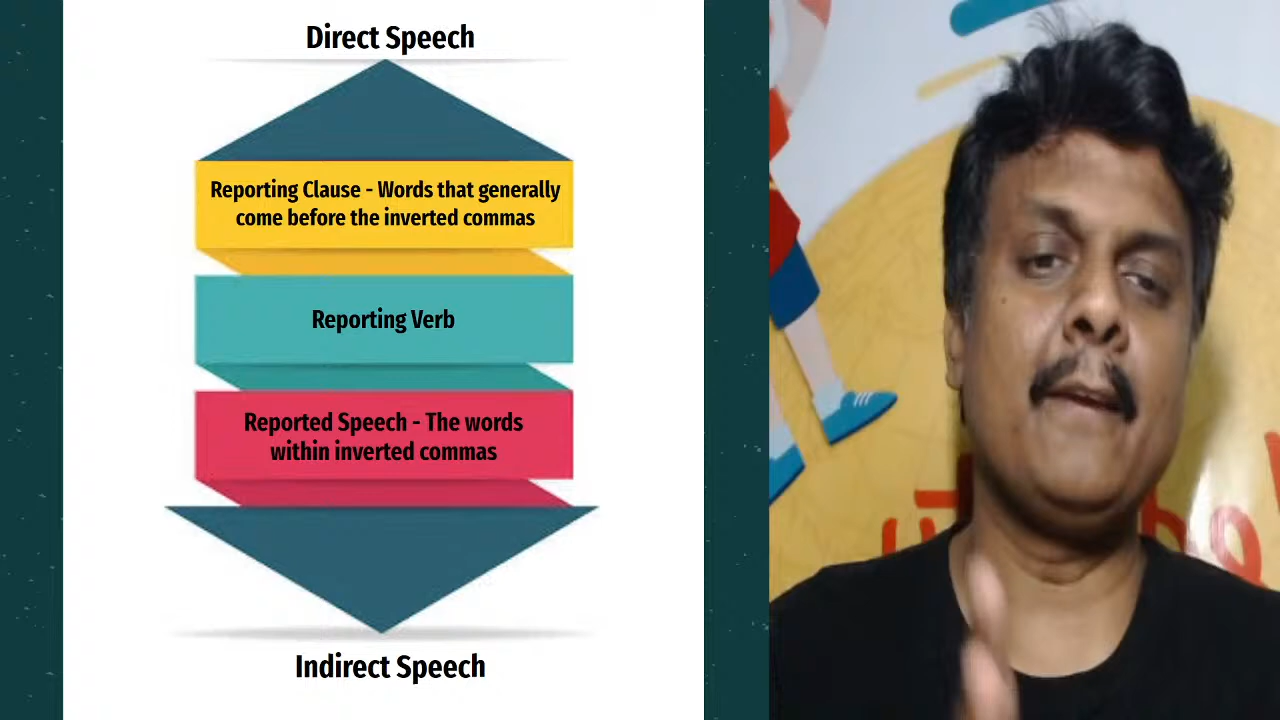 Direct Speech
Reporting Clause - Words that generally
come before the inverted commas
Reporting Verb
Reported Speech - The words
within inverted commas
Indirect Speech